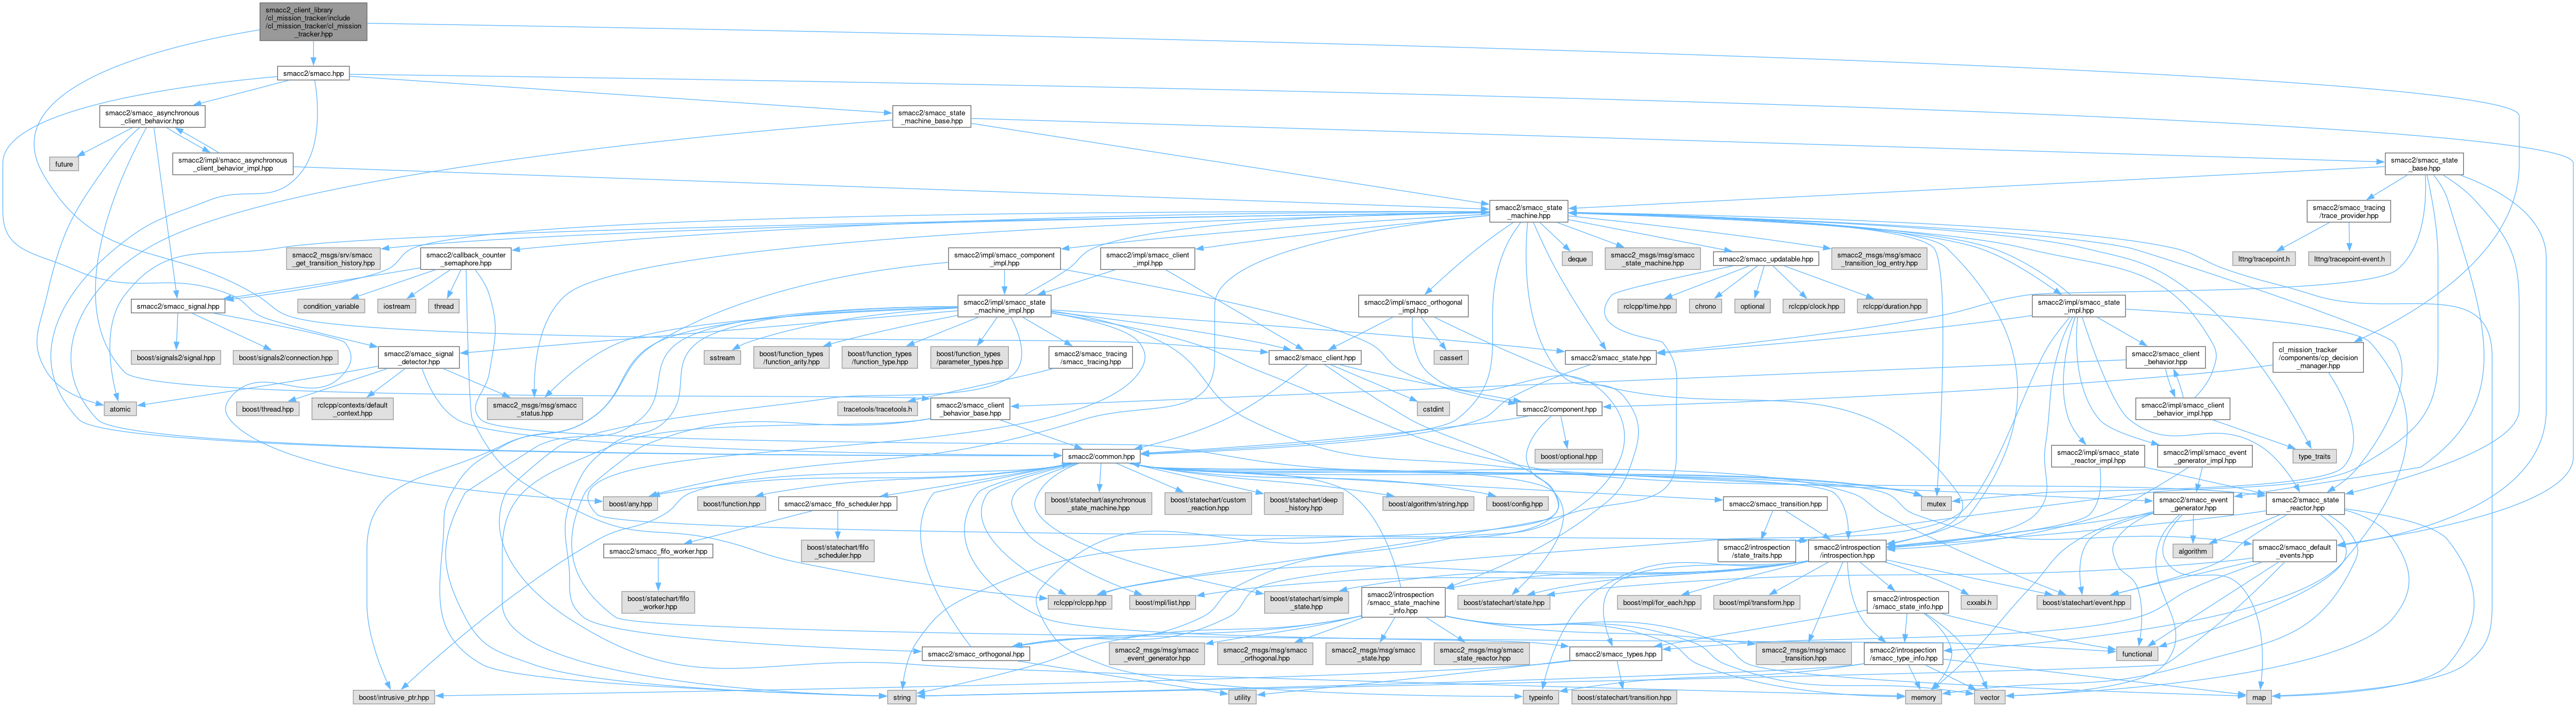 smacc2_client_library
/cl_mission_tracker/include
/cl_mission_tracker/cl_mission
_tracker.hpp
smacc2/smacc.hpp
smacc2/smacc_asynchronous
_client_behavior.hpp
smacc2/smacc_state
_machine_base.hpp
future
smacc2/impl/smacc_asynchronous
_client_behavior_impl.hpp
smacc2/smacc_state
_base.hpp
smacc2/smacc_state
_machine.hpp
smacc2/smacc_tracing
/trace_provider.hpp
smacc2_msgs/srv/smacc
_get_transition_history.hpp
smacc2/callback_counter
_semaphore.hpp
smacc2/impl/smacc_component
_impl.hpp
smacc2/impl/smacc_client
_impl.hpp
deque
smacc2_msgs/msg/smacc
_state_machine.hpp
smacc2/smacc_updatable.hpp
smacc2_msgs/msg/smacc
_transition_log_entry.hpp
lttng/tracepoint.h
lttng/tracepoint-event.h
smacc2/smacc_signal.hpp
condition_variable
iostream
thread
smacc2/impl/smacc_state
_machine_impl.hpp
smacc2/impl/smacc_orthogonal
_impl.hpp
rclcpp/time.hpp
chrono
optional
rclcpp/clock.hpp
rclcpp/duration.hpp
smacc2/impl/smacc_state
_impl.hpp
boost/signals2/signal.hpp
boost/signals2/connection.hpp
smacc2/smacc_signal
_detector.hpp
sstream
boost/function_types
/function_arity.hpp
boost/function_types
/function_type.hpp
boost/function_types
/parameter_types.hpp
smacc2/smacc_tracing
/smacc_tracing.hpp
smacc2/smacc_client.hpp
cassert
smacc2/smacc_state.hpp
smacc2/smacc_client
_behavior.hpp
cl_mission_tracker
/components/cp_decision
_manager.hpp
atomic
boost/thread.hpp
rclcpp/contexts/default
_context.hpp
smacc2_msgs/msg/smacc
_status.hpp
tracetools/tracetools.h
smacc2/smacc_client
_behavior_base.hpp
cstdint
smacc2/component.hpp
smacc2/impl/smacc_client
_behavior_impl.hpp
smacc2/common.hpp
boost/optional.hpp
smacc2/impl/smacc_state
_reactor_impl.hpp
smacc2/impl/smacc_event
_generator_impl.hpp
type_traits
boost/any.hpp
boost/function.hpp
smacc2/smacc_fifo_scheduler.hpp
boost/statechart/asynchronous
_state_machine.hpp
boost/statechart/custom
_reaction.hpp
boost/statechart/deep
_history.hpp
boost/algorithm/string.hpp
boost/config.hpp
smacc2/smacc_transition.hpp
mutex
smacc2/smacc_event
_generator.hpp
smacc2/smacc_state
_reactor.hpp
smacc2/smacc_fifo_worker.hpp
boost/statechart/fifo
_scheduler.hpp
smacc2/introspection
/state_traits.hpp
smacc2/introspection
/introspection.hpp
algorithm
smacc2/smacc_default
_events.hpp
boost/statechart/fifo
_worker.hpp
rclcpp/rclcpp.hpp
boost/mpl/list.hpp
boost/statechart/simple
_state.hpp
smacc2/introspection
/smacc_state_machine
_info.hpp
boost/statechart/state.hpp
boost/mpl/for_each.hpp
boost/mpl/transform.hpp
smacc2/introspection
/smacc_state_info.hpp
cxxabi.h
boost/statechart/event.hpp
smacc2/smacc_orthogonal.hpp
smacc2_msgs/msg/smacc
_event_generator.hpp
smacc2_msgs/msg/smacc
_orthogonal.hpp
smacc2_msgs/msg/smacc
_state.hpp
smacc2_msgs/msg/smacc
_state_reactor.hpp
smacc2/smacc_types.hpp
smacc2_msgs/msg/smacc
_transition.hpp
smacc2/introspection
/smacc_type_info.hpp
functional
boost/intrusive_ptr.hpp
string
utility
typeinfo
boost/statechart/transition.hpp
memory
vector
map